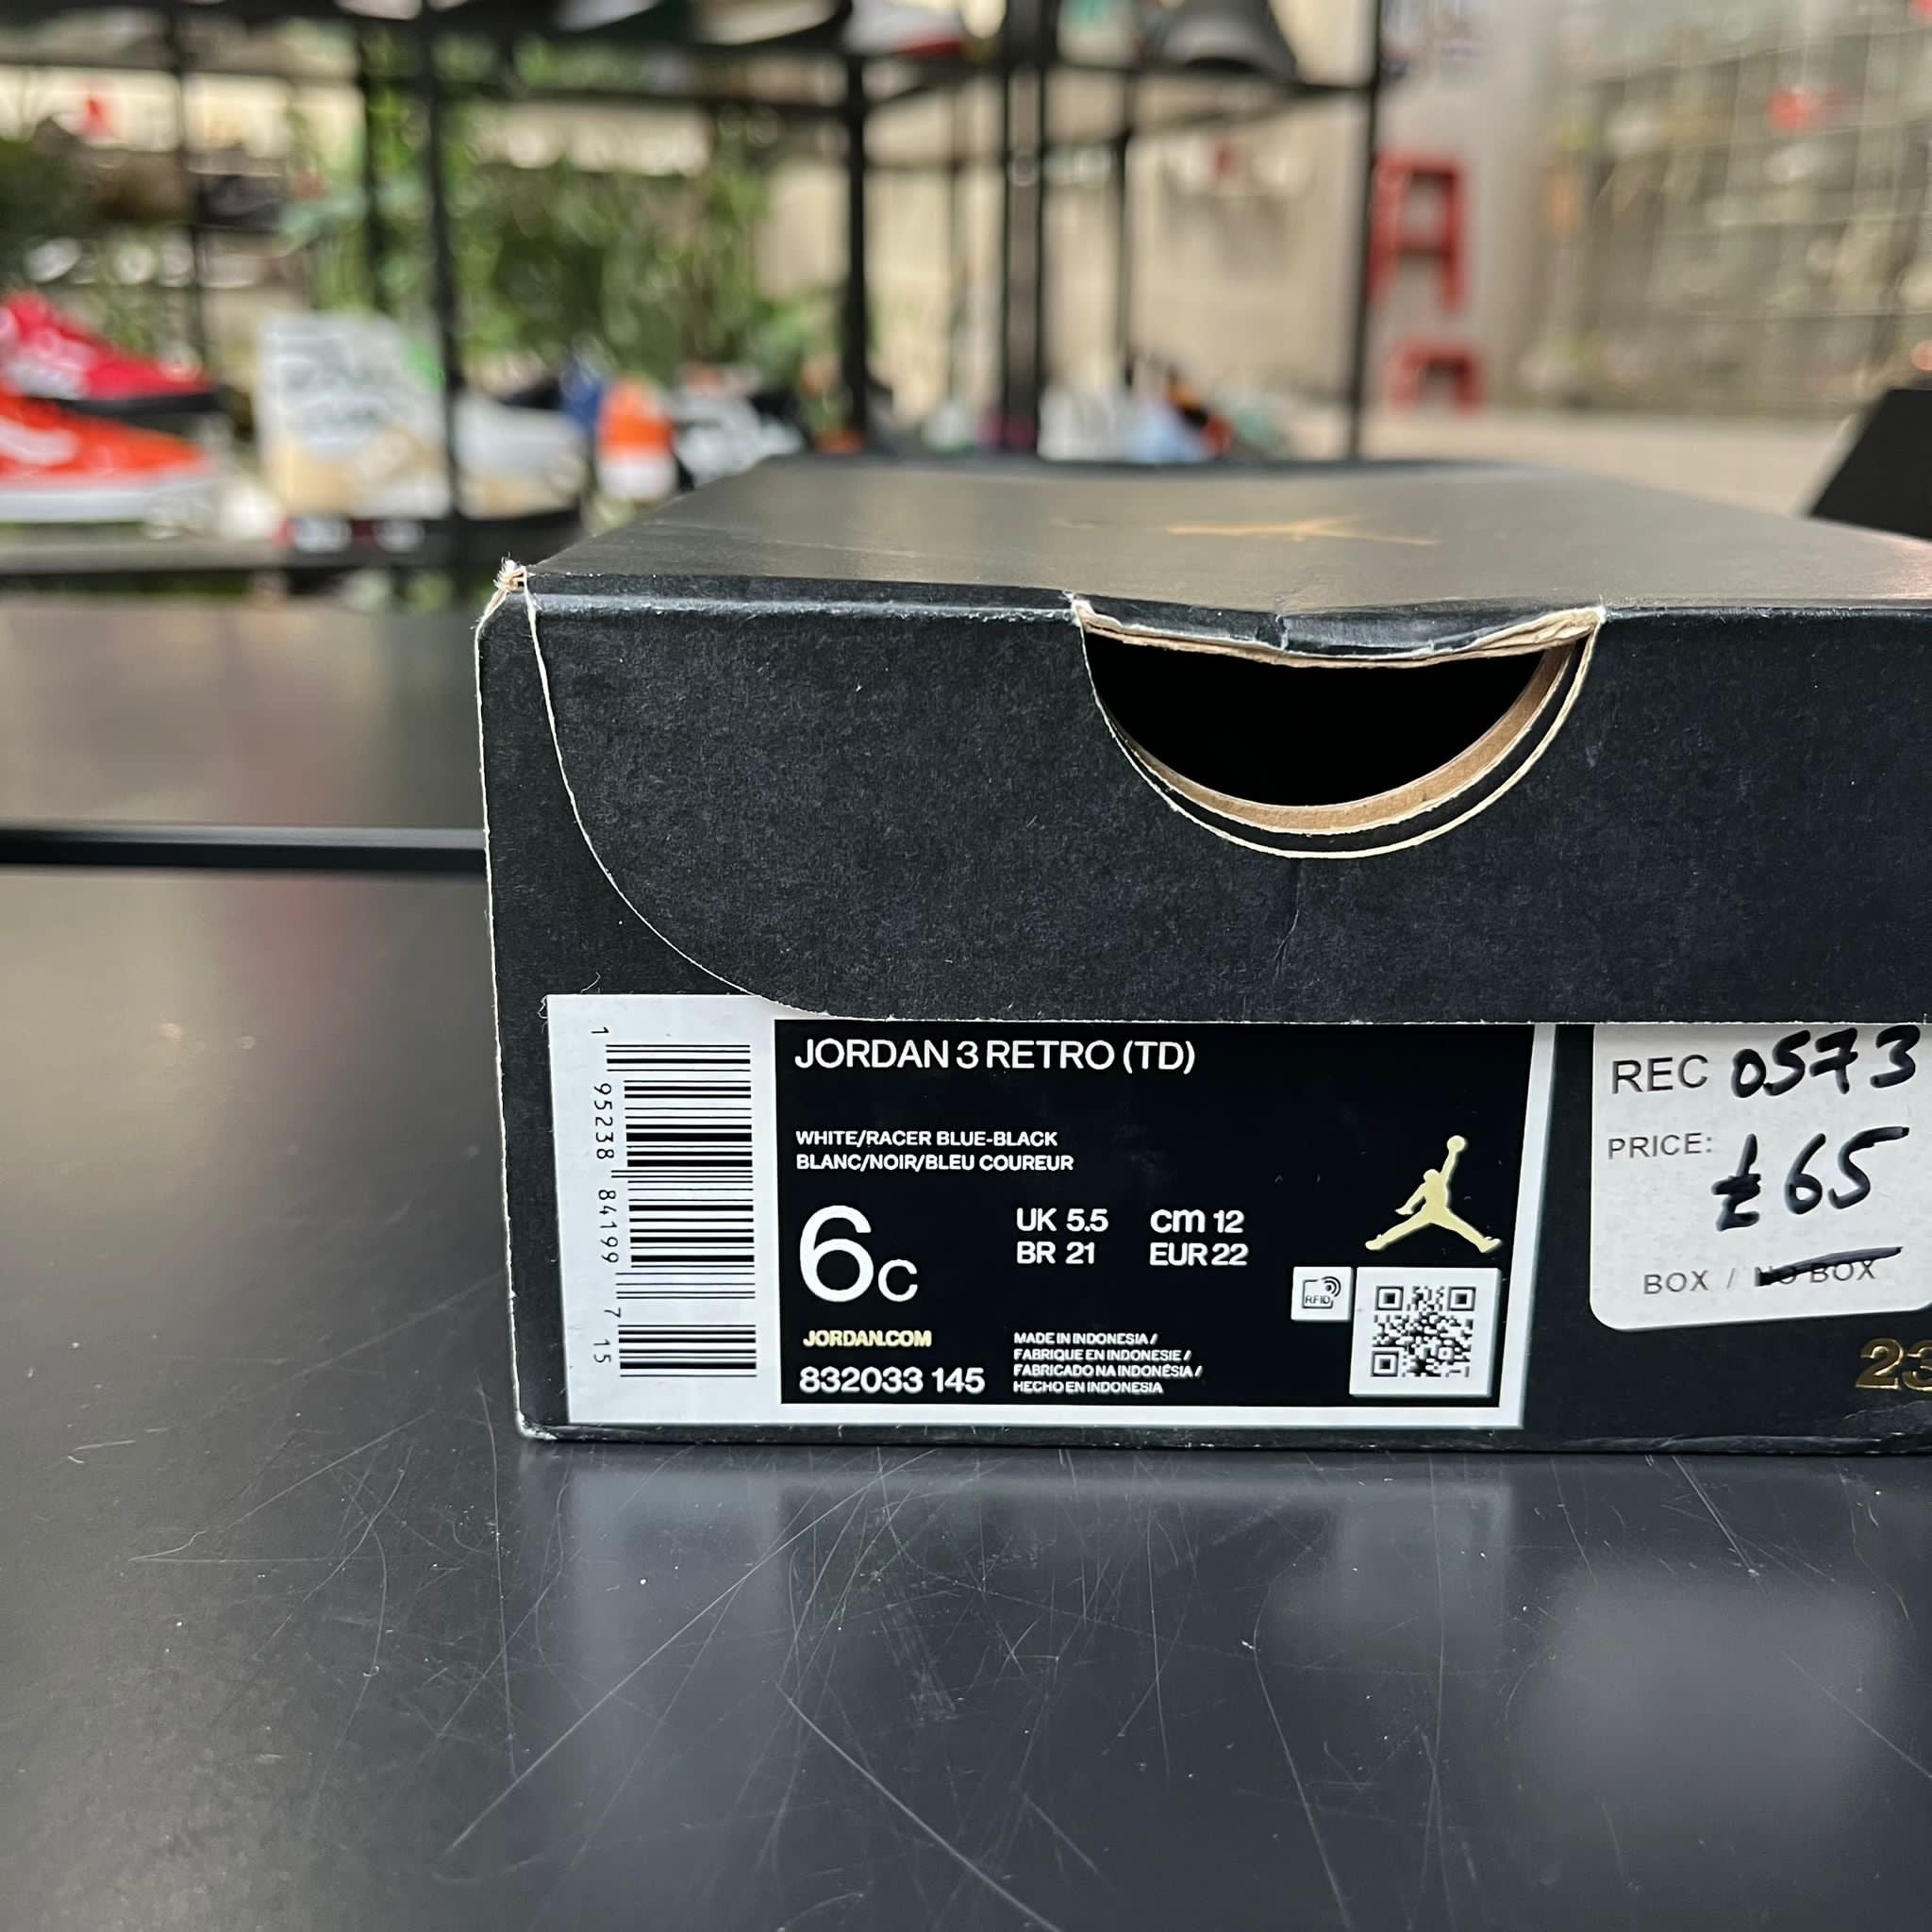 1 95238 84199 7 15
JORDAN 3 RETRO (TD)
WHITE/RACER BLUE-BLACK
BLANC/NOIR/BLEU COUREUR
6C
UK 5.5 cm 12
BR 21 EUR 22
RFID
JORDAN.COM
832033 145
MADE IN INDONESIA /
FABRIQUE EN INDONESIE /
FABRICADO NA INDONÉSIA /
HECHO EN INDONESIA
REC 0573
PRICE:
£65
BOX / NO BOX
23